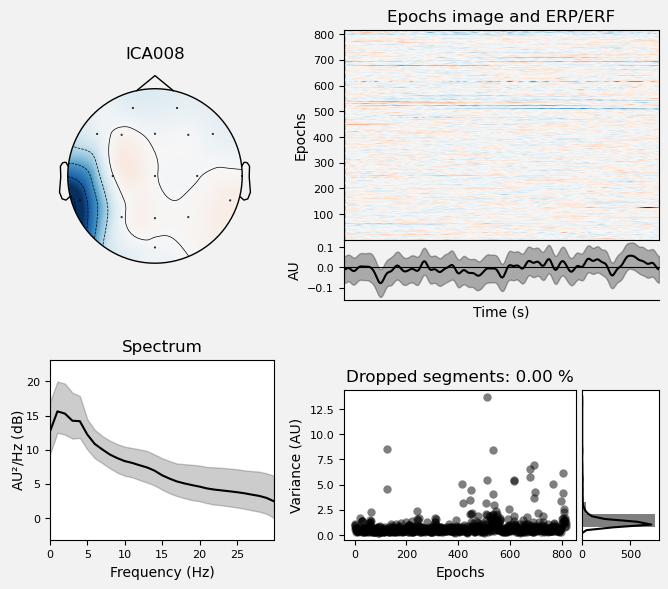 ICA008
Epochs image and ERP/ERF
800
700
600
500
400
300
200
100
Epochs
0.1
0.0
−0.1
AU
Time (s)
Spectrum
20
15
10
5
0
AU²/Hz (dB)
0 5 10 15 20 25
Frequency (Hz)
Dropped segments: 0.00 %
12.5
10.0
7.5
5.0
2.5
0.0
Variance (AU)
0 200 400 600 800
Epochs
0 500